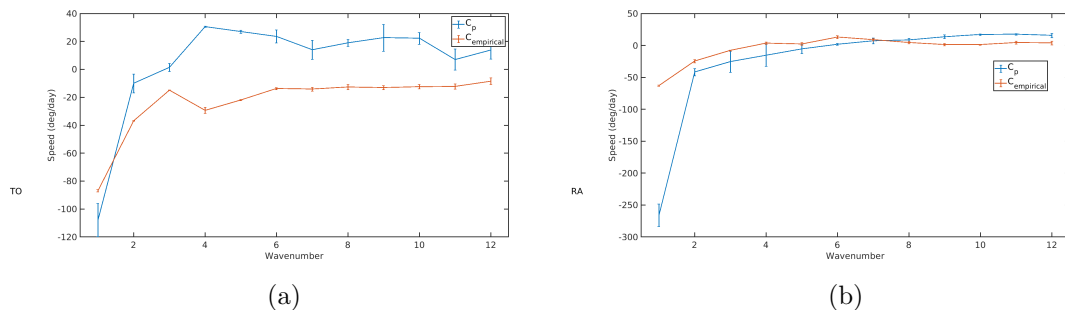 40
20
0
-20
-40
-60
-80
-100
-120
Speed (deg/day)
TO
2 4 6 8 10 12
Wavenumber
C_p
C_empirical
(a)
50
0
-50
-100
-150
-200
-250
-300
Speed (deg/day)
RA
2 4 6 8 10 12
Wavenumber
C_p
C_empirical
(b)